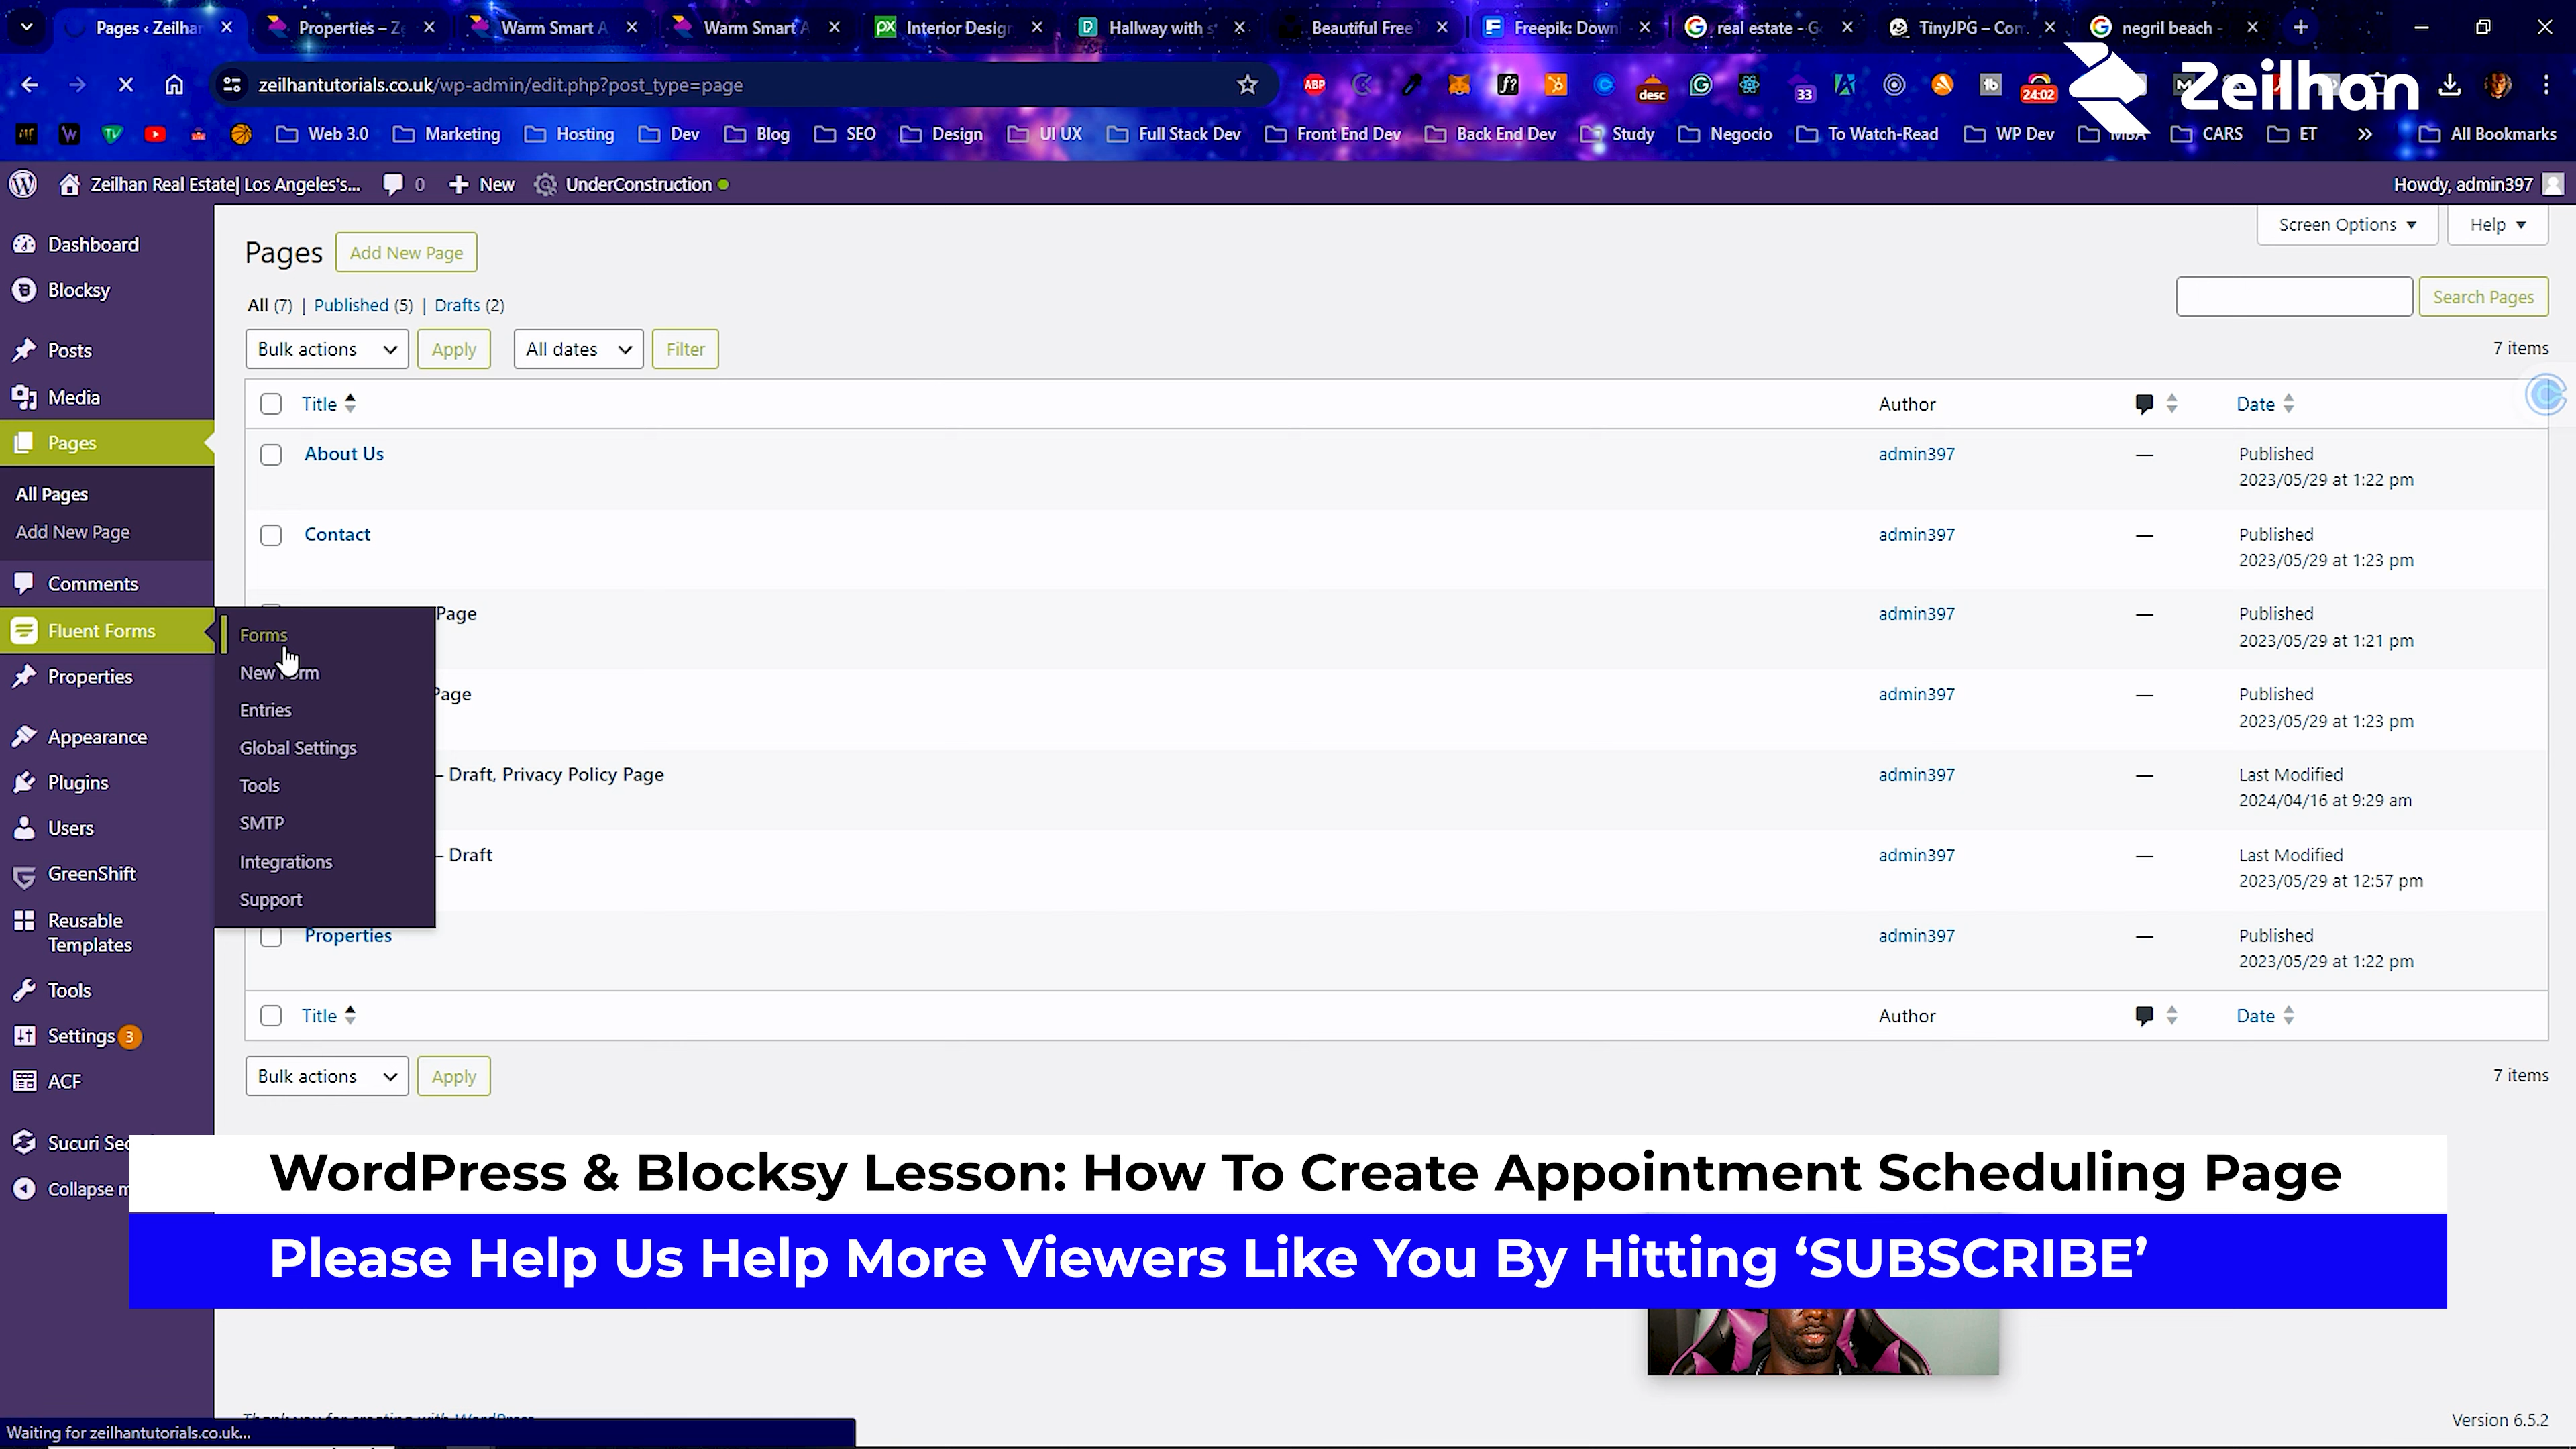 Pages ‹ Zeilhan
Properties – Ze
Warm Smart A
Warm Smart A
Interior Design
Hallway with s
Beautiful Free
Freepik: Down
real estate - G
TinyJPG – Com
negril beach -
zeilhantutorials.co.uk/wp-admin/edit.php?post_type=page
ABP
desc
33
24:02
Zeilhan
Web 3.0
Marketing
Hosting
Dev
Blog
SEO
Design
UI UX
Full Stack Dev
Front End Dev
Back End Dev
Study
Negocio
To Watch-Read
WP Dev
MBA
CARS
ET
All Bookmarks
Zeilhan Real Estate| Los Angeles's...
0
New
UnderConstruction
Howdy, admin397
Dashboard
Blocksy
Posts
Media
Pages
All Pages
Add New Page
Comments
Fluent Forms
Properties
Appearance
Plugins
Users
GreenShift
Reusable
Templates
Tools
Settings 3
ACF
Sucuri Sec
Collapse m
Forms
New Form
Entries
Global Settings
Tools
SMTP
Integrations
Support
Screen Options
Help
Pages Add New Page
All (7) | Published (5) | Drafts (2)
Search Pages
Bulk actions Apply All dates Filter
7 items
Title Author Date
About Us admin397 — Published
2023/05/29 at 1:22 pm
Contact admin397 — Published
2023/05/29 at 1:23 pm
Page admin397 — Published
2023/05/29 at 1:21 pm
Page admin397 — Published
2023/05/29 at 1:23 pm
– Draft, Privacy Policy Page admin397 — Last Modified
2024/04/16 at 9:29 am
– Draft admin397 — Last Modified
2023/05/29 at 12:57 pm
Properties admin397 — Published
2023/05/29 at 1:22 pm
Title Author Date
Bulk actions Apply
7 items
WordPress & Blocksy Lesson: How To Create Appointment Scheduling Page
Please Help Us Help More Viewers Like You By Hitting ‘SUBSCRIBE’
Thank you for creating with WordPress
Version 6.5.2
Waiting for zeilhantutorials.co.uk...